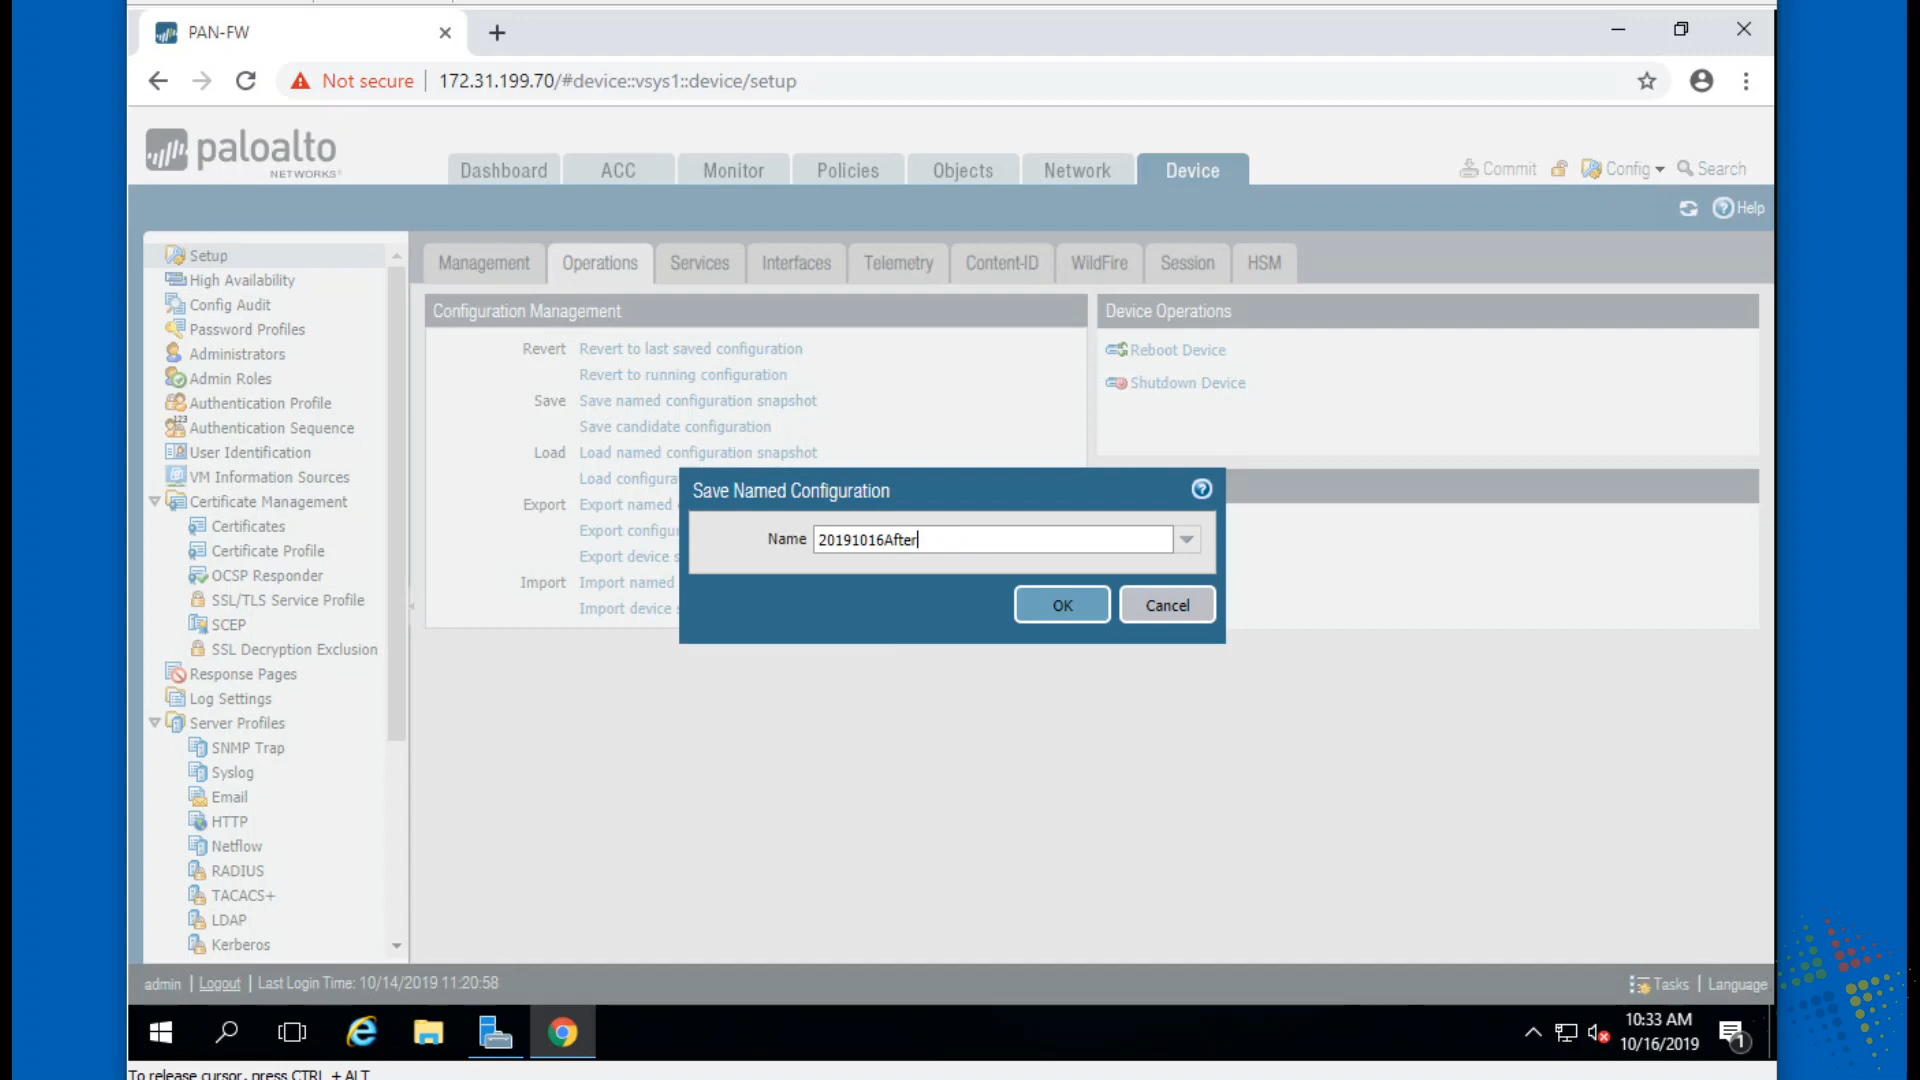 PAN-FW
Not secure
172.31.199.70/#device::vsys1::device/setup
paloalto
NETWORKS
Dashboard
ACC
Monitor
Policies
Objects
Network
Device
Commit
Config
Search
Help
Setup
High Availability
Config Audit
Password Profiles
Administrators
Admin Roles
Authentication Profile
123
Authentication Sequence
User Identification
VM Information Sources
Certificate Management
Certificates
Certificate Profile
OCSP Responder
SSL/TLS Service Profile
SCEP
SSL Decryption Exclusion
Response Pages
Log Settings
Server Profiles
SNMP Trap
Syslog
Email
HTTP
Netflow
RADIUS
TACACS+
LDAP
Kerberos
Management
Operations
Services
Interfaces
Telemetry
Content-ID
WildFire
Session
HSM
Configuration Management
Revert Revert to last saved configuration
Revert to running configuration
Save Save named configuration snapshot
Save candidate configuration
Load Load named configuration snapshot
Load configura
Export Export named
Export configu
Export device s
Import Import named
Import device s
Device Operations
Reboot Device
Shutdown Device
Save Named Configuration
Name 20191016After
OK
Cancel
admin | Logout | Last Login Time: 10/14/2019 11:20:58
Tasks | Language
10:33 AM
10/16/2019
1
To release cursor, press CTRL + ALT